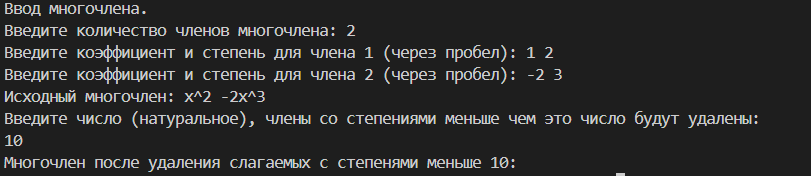 Ввод многочлена.
Введите количество членов многочлена: 2
Введите коэффициент и степень для члена 1 (через пробел): 1 2
Введите коэффициент и степень для члена 2 (через пробел): -2 3
Исходный многочлен: x^2 -2x^3
Введите число (натуральное), члены со степениями меньше чем это число будут удалены:
10
Многочлен после удаления слагаемых с степенями меньше 10: